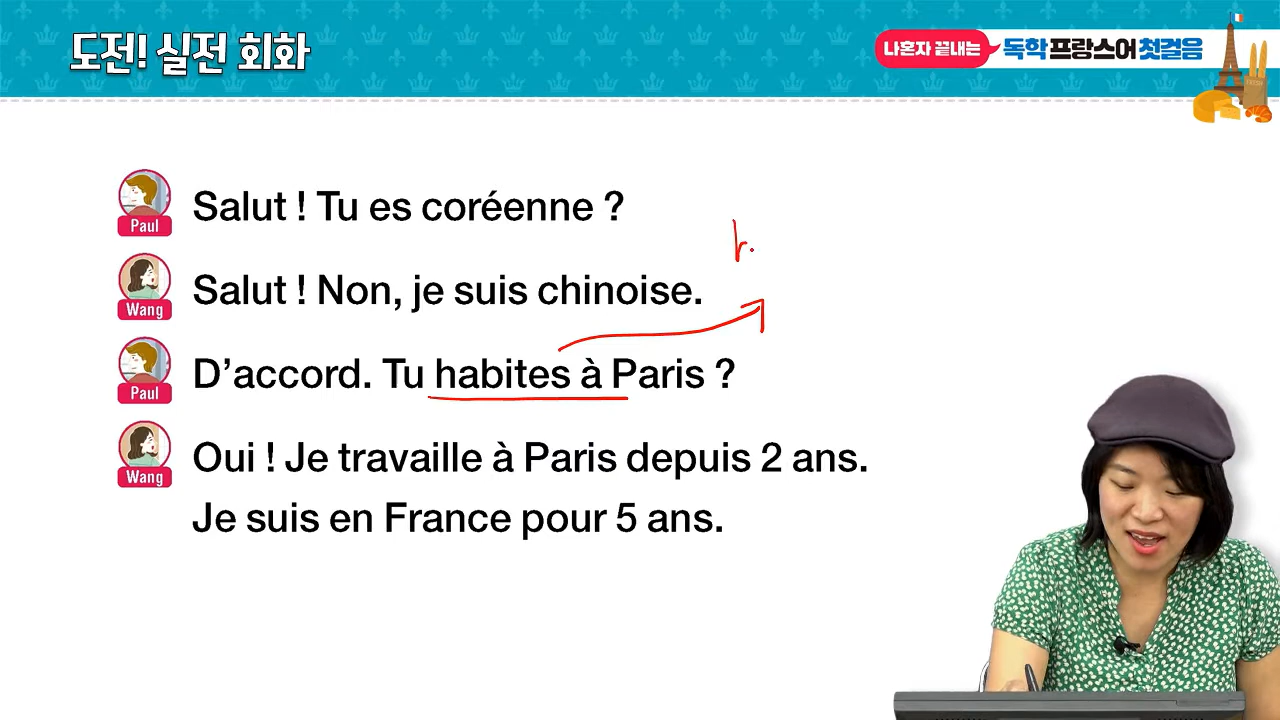 도전! 실전 회화
나혼자 끝내는 독학 프랑스어 첫걸음
Paul
Salut ! Tu es coréenne ?
Wang
Salut ! Non, je suis chinoise.
Paul
D’accord. Tu habites à Paris ?
Wang
Oui ! Je travaille à Paris depuis 2 ans.
Je suis en France pour 5 ans.